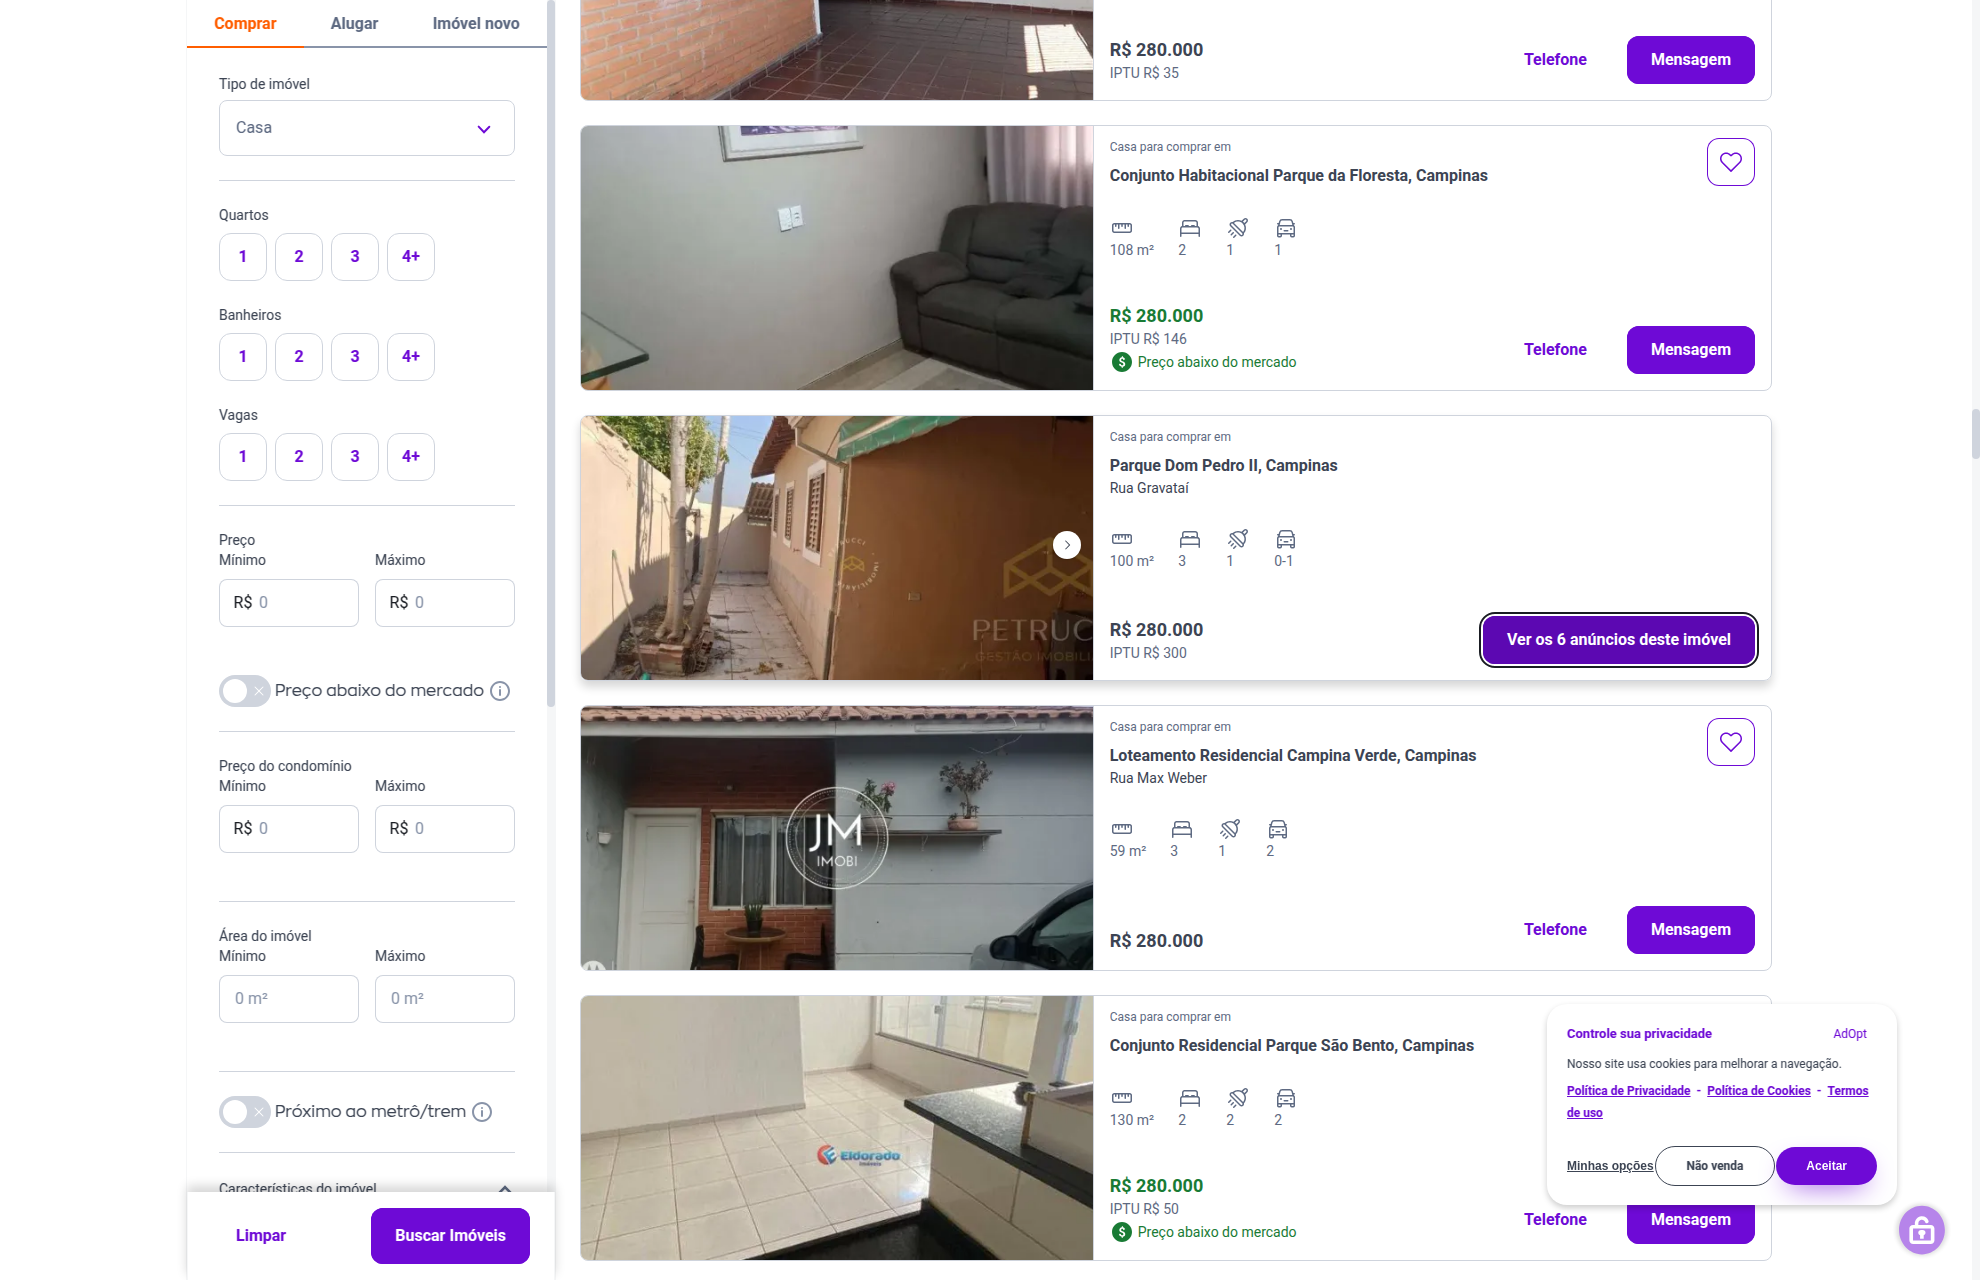 Comprar
Alugar
Imóvel novo
Tipo de imóvel
Casa
Quartos
1 2 3 4+
Banheiros
1 2 3 4+
Vagas
1 2 3 4+
Preço
Mínimo
Máximo
R$ 0
R$ 0
Preço abaixo do mercado
Preço do condomínio
Mínimo
Máximo
R$ 0
R$ 0
Área do imóvel
Mínimo
Máximo
0 m²
0 m²
Próximo ao metrô/trem
Características do imóvel
Limpar
Buscar Imóveis
R$ 280.000
IPTU R$ 35
Telefone
Mensagem
Casa para comprar em
Conjunto Habitacional Parque da Floresta, Campinas
108 m² 2 1 1
R$ 280.000
IPTU R$ 146
$ Preço abaixo do mercado
Telefone
Mensagem
PETRUCCI IMOBILIÁRIA
PETRUCC
GESTÃO IMOBILI
Casa para comprar em
Parque Dom Pedro II, Campinas
Rua Gravataí
100 m² 3 1 0-1
R$ 280.000
IPTU R$ 300
Ver os 6 anúncios deste imóvel
JM
IMOBI
Casa para comprar em
Loteamento Residencial Campina Verde, Campinas
Rua Max Weber
59 m² 3 1 2
R$ 280.000
Telefone
Mensagem
Eldorado
Imóveis
Casa para comprar em
Conjunto Residencial Parque São Bento, Campinas
130 m² 2 2 2
R$ 280.000
IPTU R$ 50
$ Preço abaixo do mercado
Telefone
Mensagem
Controle sua privacidade
AdOpt
Nosso site usa cookies para melhorar a navegação.
Política de Privacidade - Política de Cookies - Termos
de uso
Minhas opções
Não venda
Aceitar